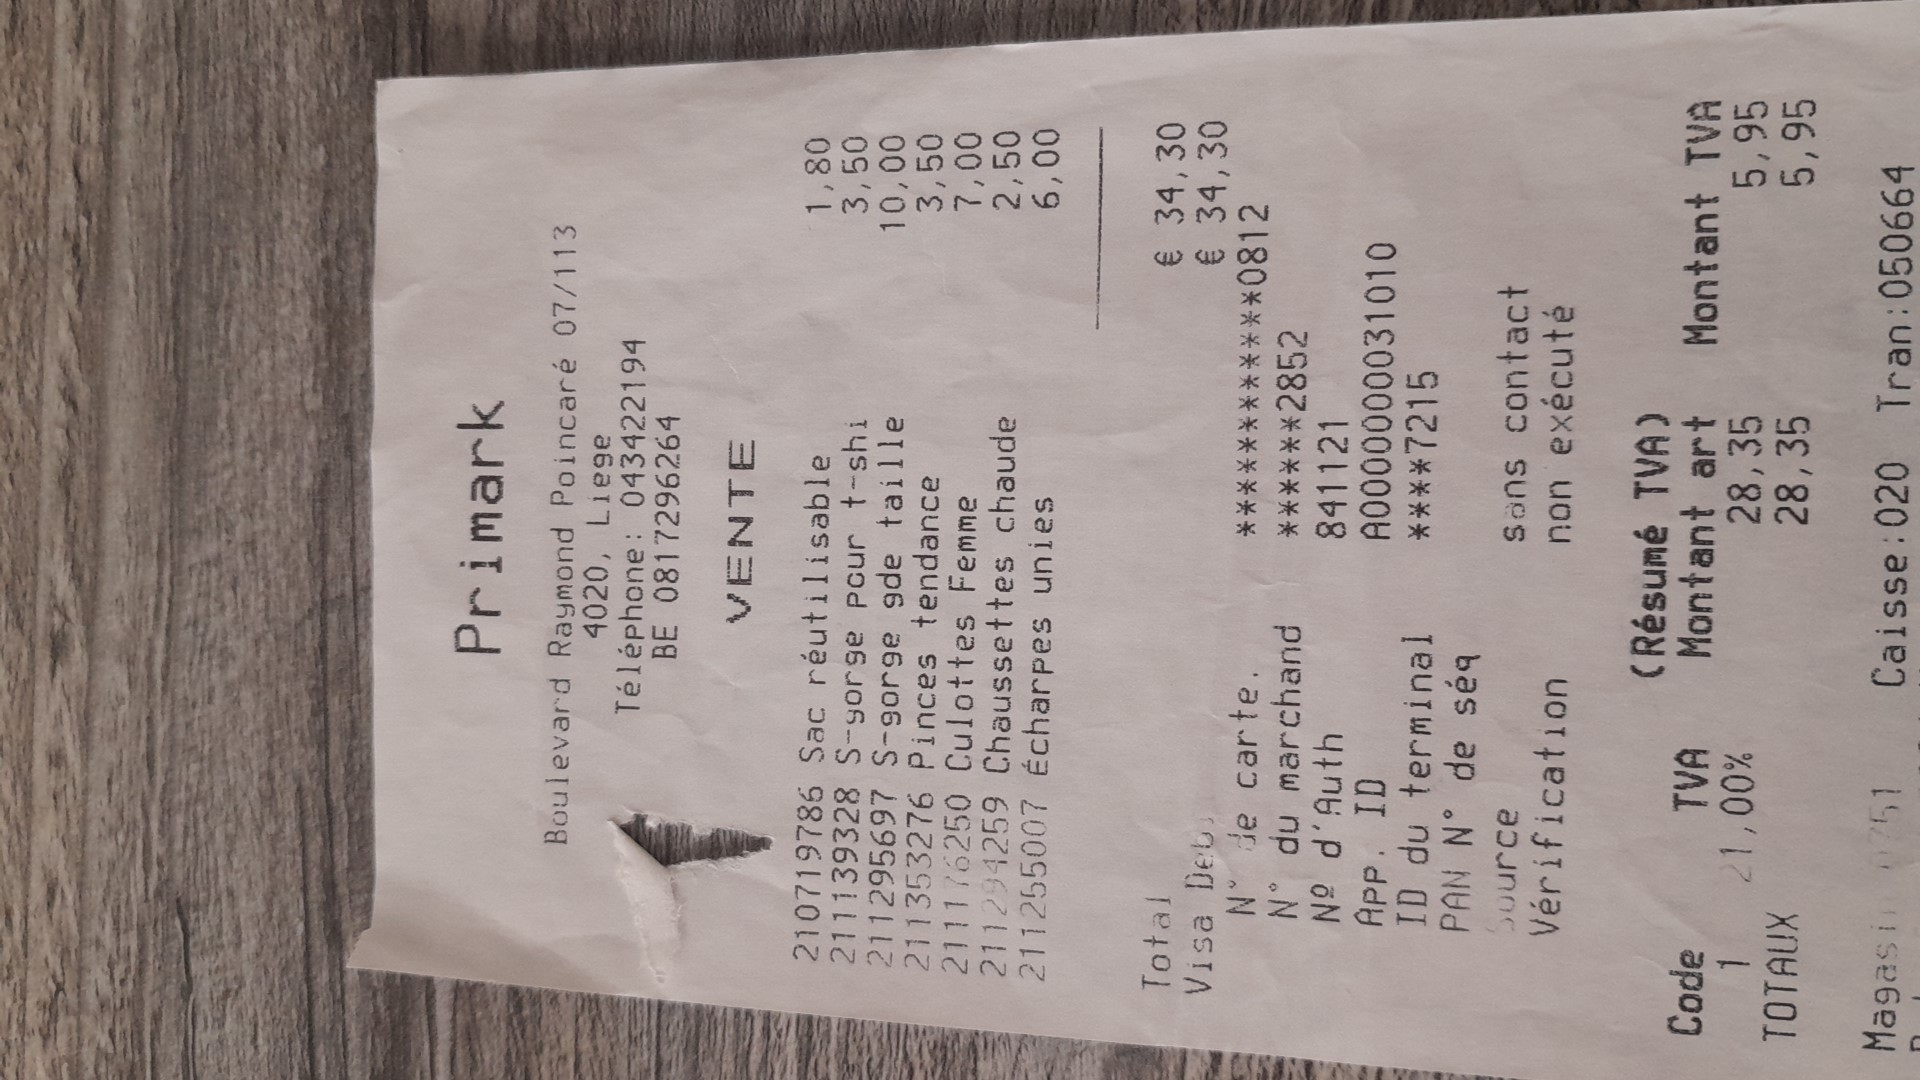 Primark
Boulevard Raymond Poincaré 07/113
4020, Liege
Téléphone: 043422194
BE 0817296264
VENTE
210719786 Sac réutilisable 1,80
211139328 S-gorge pour t-shi 3,50
211295697 S-gorge gde taille 10,00
211353276 Pinces tendance 3,50
211176250 Culottes Femme 7,00
211294259 Chaussettes chaude 2,50
211255007 Écharpes unies 6,00
Total € 34,30
Visa € 34,30
N° de carte. ***************0812
N° du marchand ******2852
Nº d'Auth 841121
App. ID A0000000031010
ID du terminal ****7215
PAN N° de séq
Source sans contact
Vérification non exécuté
(Résumé TVA)
Code TVA Montant art Montant TVA
1 21,00% 28,35 5,95
TOTAUX 28,35 5,95
Magasin 0751 Caisse:020 Tran:050664